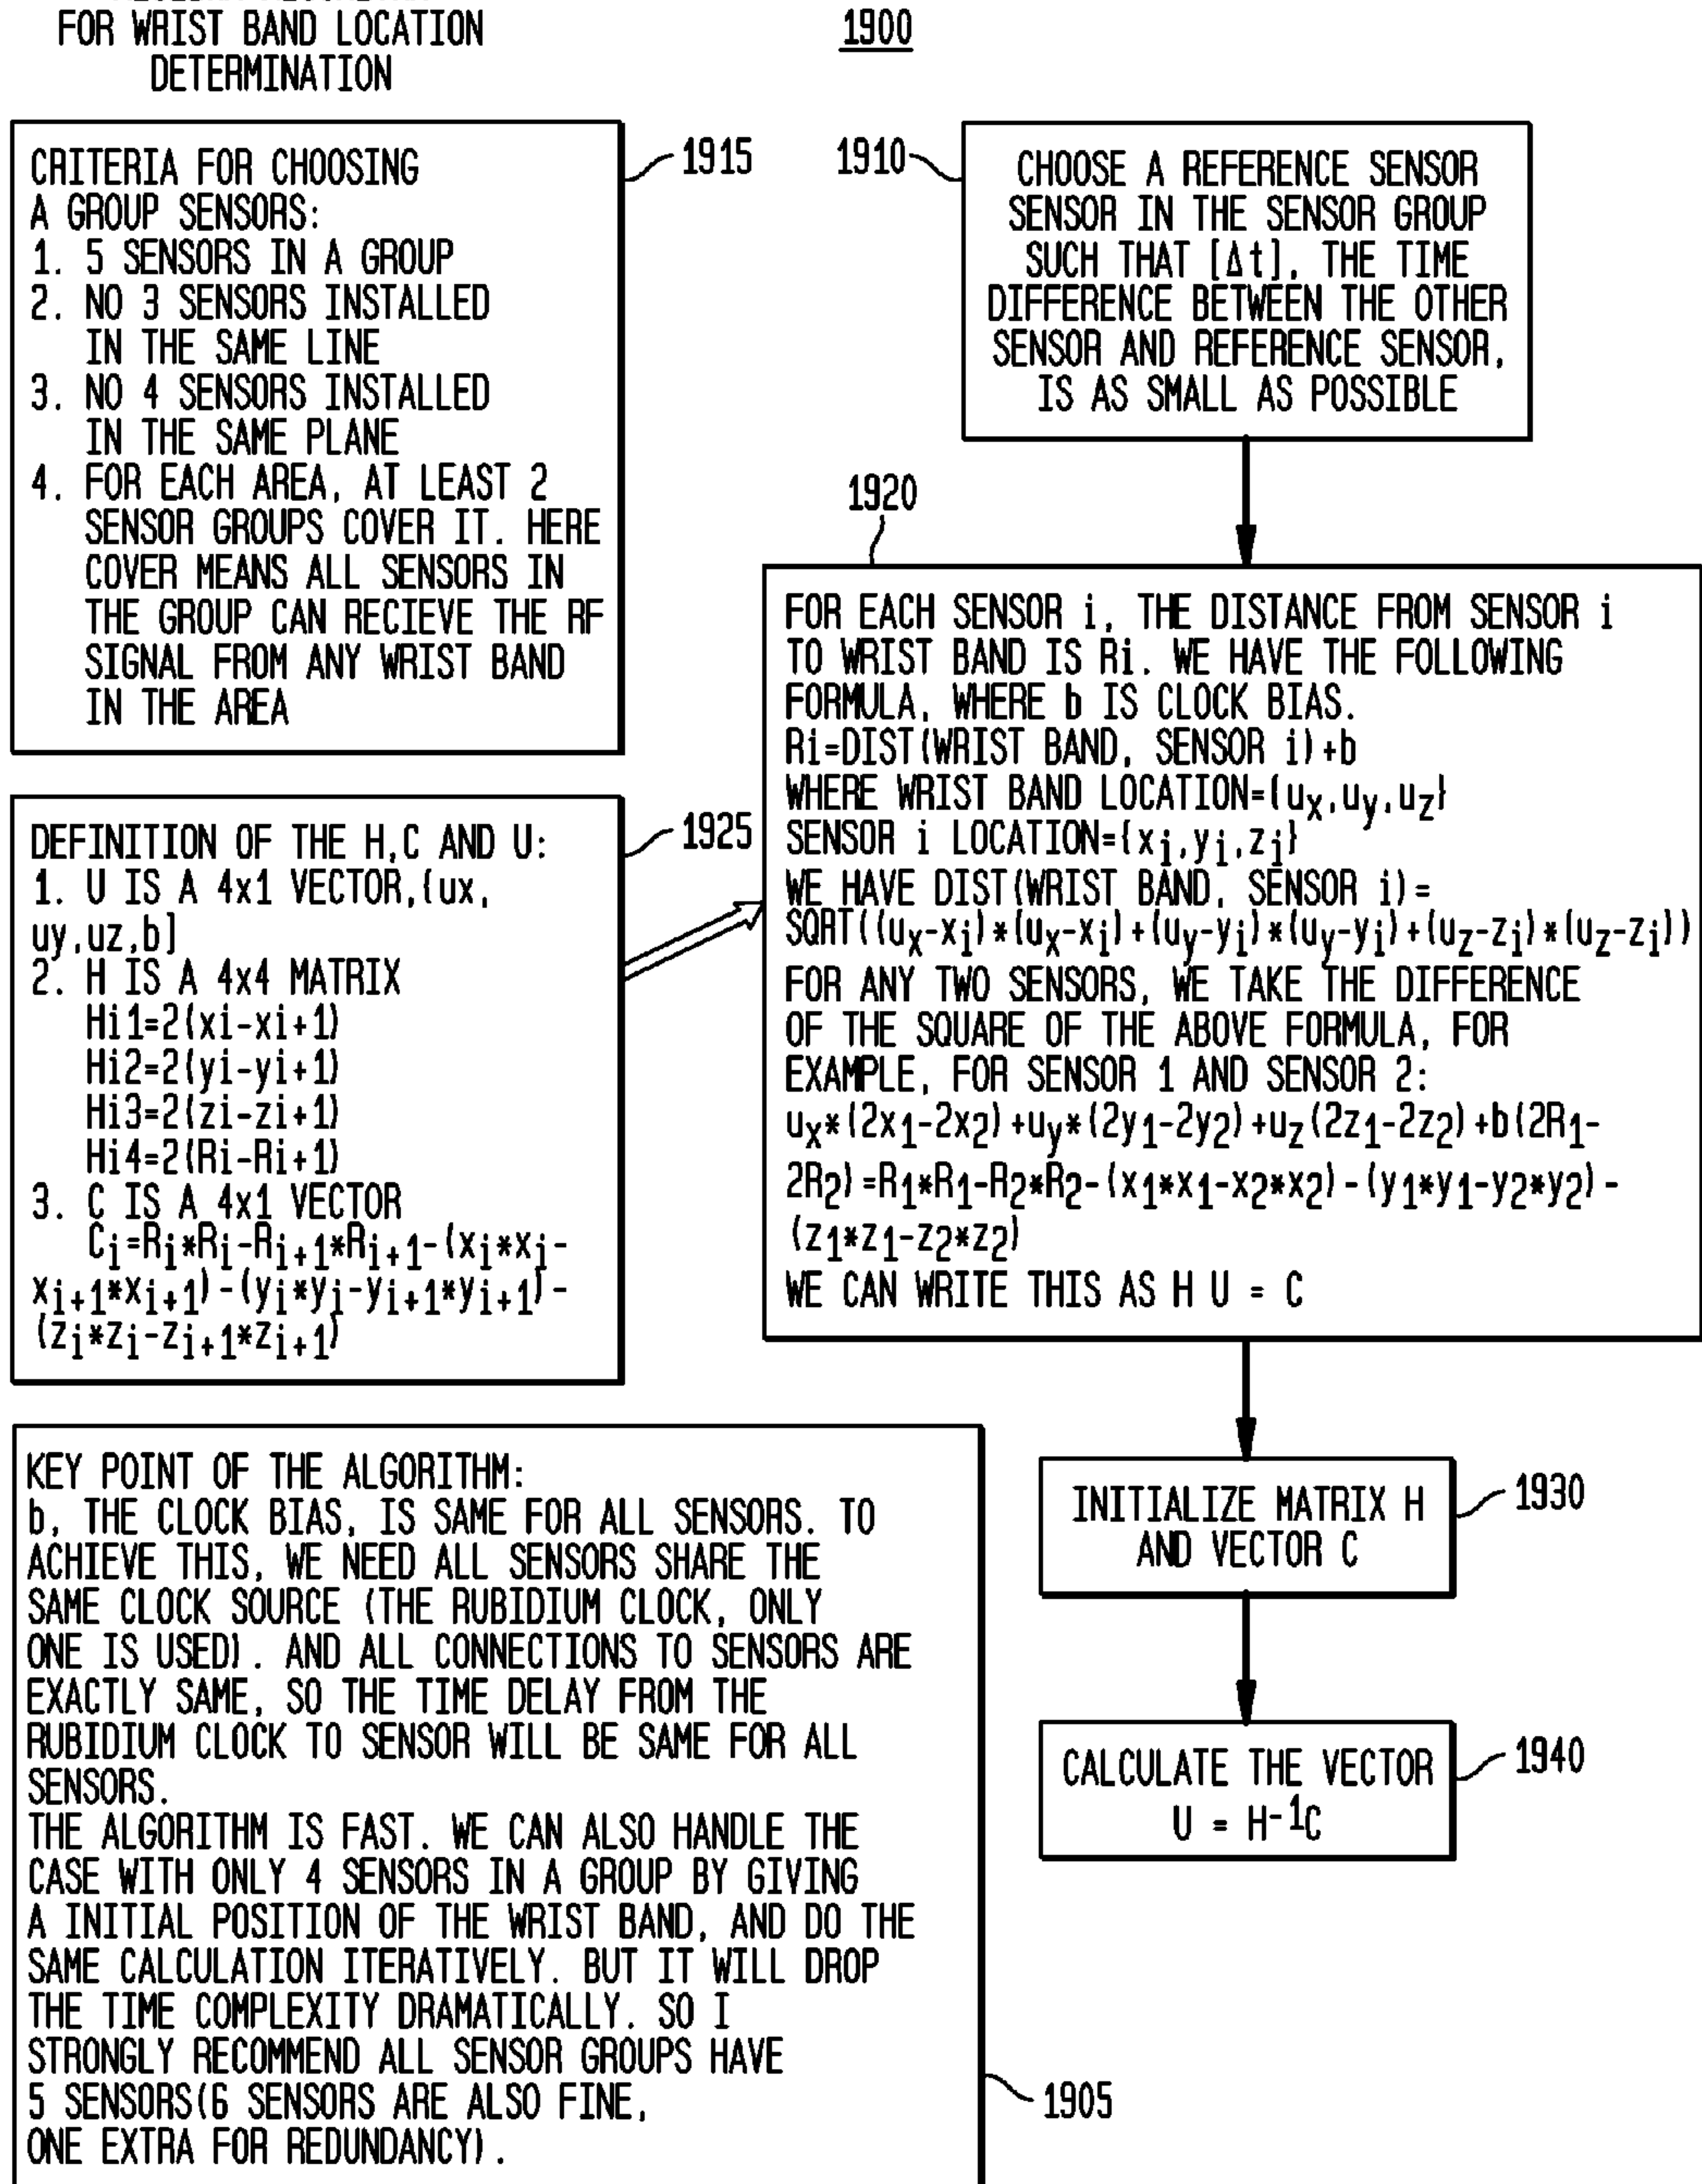 FOR WRIST BAND LOCATION
DETERMINATION
1900
CRITERIA FOR CHOOSING
A GROUP SENSORS:
1. 5 SENSORS IN A GROUP
2. NO 3 SENSORS INSTALLED
IN THE SAME LINE
3. NO 4 SENSORS INSTALLED
IN THE SAME PLANE
4. FOR EACH AREA, AT LEAST 2
SENSOR GROUPS COVER IT. HERE
COVER MEANS ALL SENSORS IN
THE GROUP CAN RECIEVE THE RF
SIGNAL FROM ANY WRIST BAND
IN THE AREA
1915
1910
CHOOSE A REFERENCE SENSOR
SENSOR IN THE SENSOR GROUP
SUCH THAT [Δt], THE TIME
DIFFERENCE BETWEEN THE OTHER
SENSOR AND REFERENCE SENSOR,
IS AS SMALL AS POSSIBLE
1920
FOR EACH SENSOR i, THE DISTANCE FROM SENSOR i
TO WRIST BAND IS Ri. WE HAVE THE FOLLOWING
FORMULA, WHERE b IS CLOCK BIAS.
Ri=DIST(WRIST BAND, SENSOR i)+b
WHERE WRIST BAND LOCATION={ux,uy,uz}
SENSOR i LOCATION={xi,yi,zi}
WE HAVE DIST(WRIST BAND, SENSOR i)=
SQRT((ux-xi)*(ux-xi)+(uy-yi)*(uy-yi)+(uz-zi)*(uz-zi))
FOR ANY TWO SENSORS, WE TAKE THE DIFFERENCE
OF THE SQUARE OF THE ABOVE FORMULA, FOR
EXAMPLE, FOR SENSOR 1 AND SENSOR 2:
ux*(2x1-2x2)+uy*(2y1-2y2)+uz(2z1-2z2)+b(2R1-
2R2)=R1*R1-R2*R2-(x1*x1-x2*x2)-(y1*y1-y2*y2)-
(z1*z1-z2*z2)
WE CAN WRITE THIS AS H U = C
DEFINITION OF THE H,C AND U:
1. U IS A 4x1 VECTOR,{ux,
uy,uz,b]
2. H IS A 4x4 MATRIX
Hi1=2(xi-xi+1)
Hi2=2(yi-yi+1)
Hi3=2(zi-zi+1)
Hi4=2(Ri-Ri+1)
3. C IS A 4x1 VECTOR
Ci=Ri*Ri-Ri+1*Ri+1-(xi*xi-
xi+1*xi+1)-(yi*yi-yi+1*yi+1)-
(zi*zi-zi+1*zi+1)
1925
INITIALIZE MATRIX H
AND VECTOR C
1930
CALCULATE THE VECTOR
U = H-1C
1940
KEY POINT OF THE ALGORITHM:
b, THE CLOCK BIAS, IS SAME FOR ALL SENSORS. TO
ACHIEVE THIS, WE NEED ALL SENSORS SHARE THE
SAME CLOCK SOURCE (THE RUBIDIUM CLOCK, ONLY
ONE IS USED). AND ALL CONNECTIONS TO SENSORS ARE
EXACTLY SAME, SO THE TIME DELAY FROM THE
RUBIDIUM CLOCK TO SENSOR WILL BE SAME FOR ALL
SENSORS.
THE ALGORITHM IS FAST. WE CAN ALSO HANDLE THE
CASE WITH ONLY 4 SENSORS IN A GROUP BY GIVING
A INITIAL POSITION OF THE WRIST BAND, AND DO THE
SAME CALCULATION ITERATIVELY. BUT IT WILL DROP
THE TIME COMPLEXITY DRAMATICALLY. SO I
STRONGLY RECOMMEND ALL SENSOR GROUPS HAVE
5 SENSORS(6 SENSORS ARE ALSO FINE,
ONE EXTRA FOR REDUNDANCY).
1905